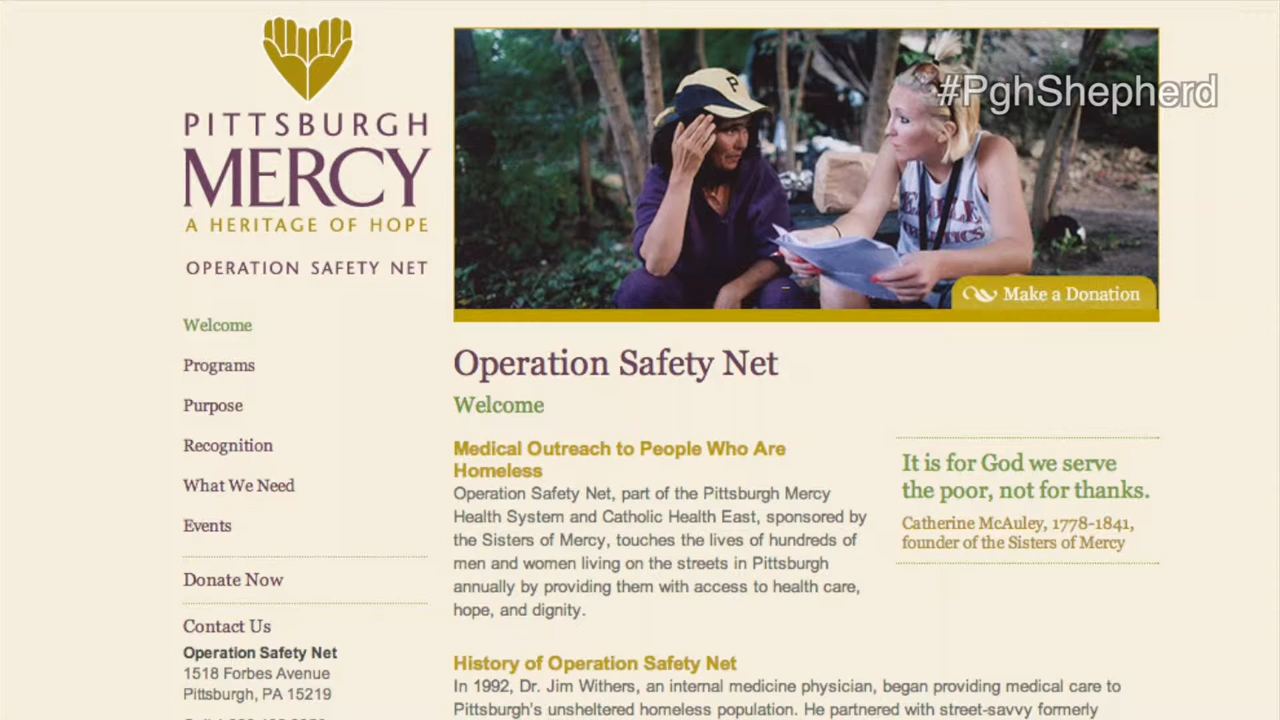 PITTSBURGH
MERCY
A HERITAGE OF HOPE
OPERATION SAFETY NET
Welcome
Programs
Purpose
Recognition
What We Need
Events
Donate Now
Contact Us
Operation Safety Net
1518 Forbes Avenue
Pittsburgh, PA 15219
P
#PghShepherd
Make a Donation
Operation Safety Net
Welcome
Medical Outreach to People Who Are
Homeless
Operation Safety Net, part of the Pittsburgh Mercy
Health System and Catholic Health East, sponsored by
the Sisters of Mercy, touches the lives of hundreds of
men and women living on the streets in Pittsburgh
annually by providing them with access to health care,
hope, and dignity.
It is for God we serve
the poor, not for thanks.
Catherine McAuley, 1778-1841,
founder of the Sisters of Mercy
History of Operation Safety Net
In 1992, Dr. Jim Withers, an internal medicine physician, began providing medical care to
Pittsburgh's unsheltered homeless population. He partnered with street-savvy formerly